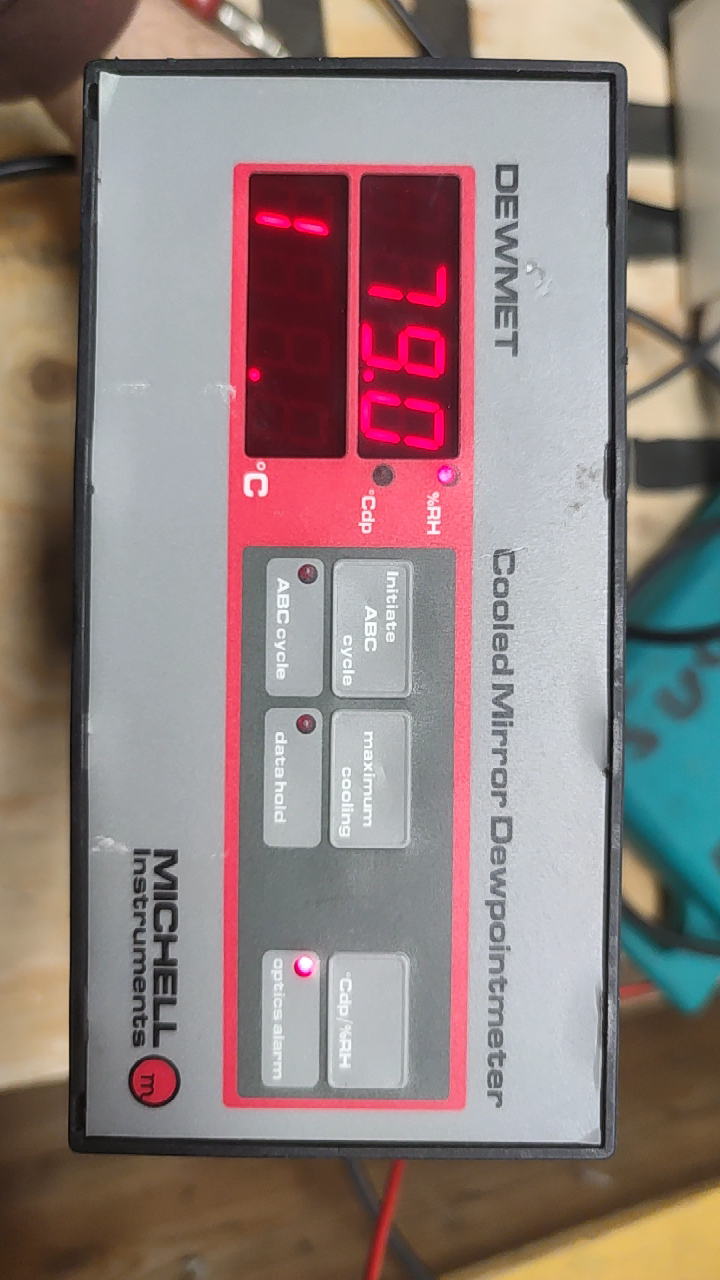 DEWMET Cooled Mirror Dewpointmeter
79.0
%RH
°Cdp
1 .
°C
Initiate
ABC
cycle
maximum
cooling
°Cdp/%RH
ABC cycle
data hold
optics alarm
MICHELL
Instruments
m